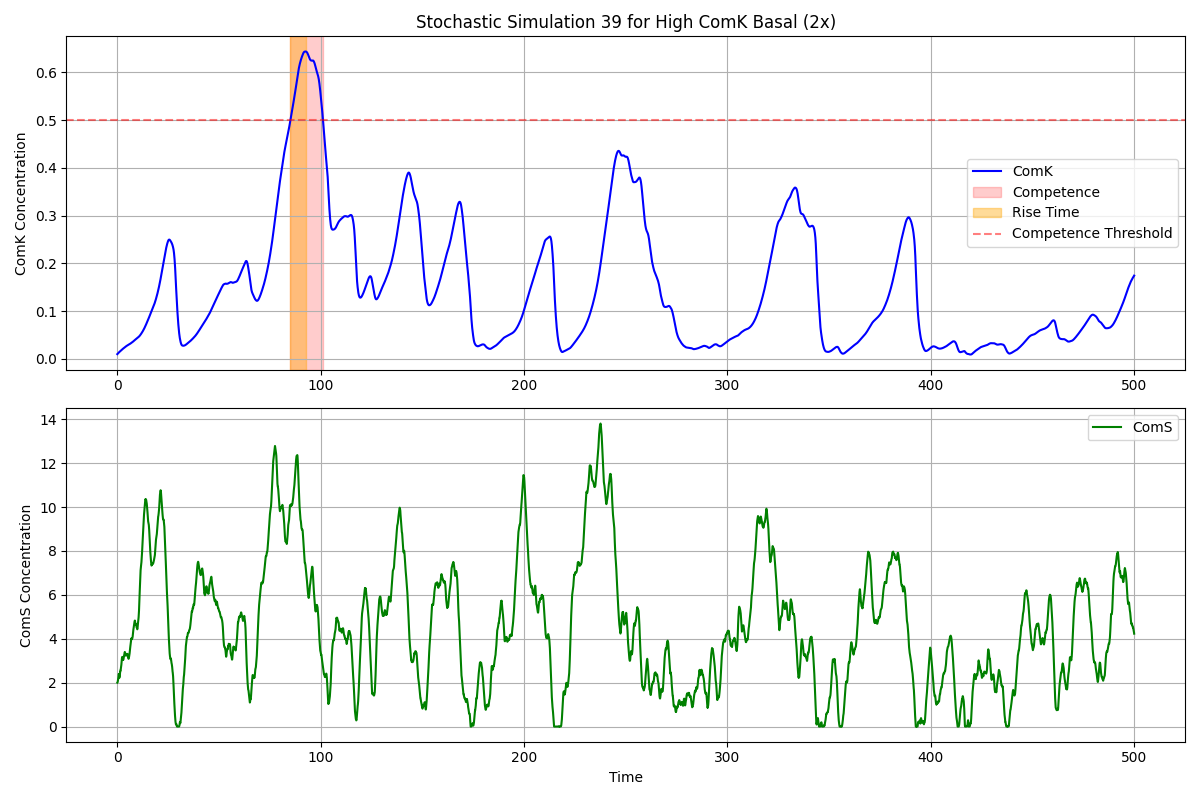 Stochastic Simulation 39 for High ComK Basal (2x)
ComK Concentration
0.6
0.5
0.4
0.3
0.2
0.1
0.0
ComK
Competence
Rise Time
Competence Threshold
0 100 200 300 400 500
ComS Concentration
14
12
10
8
6
4
2
0
ComS
0 100 200 300 400 500
Time